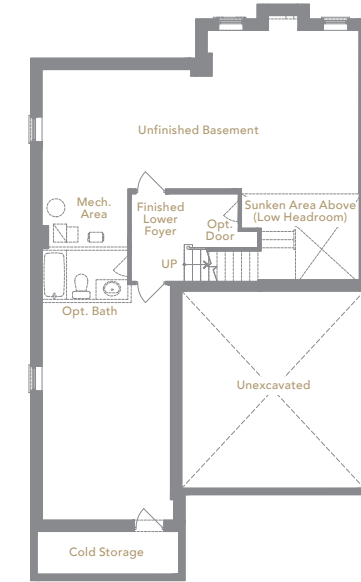 Unfinished Basement
Mech.
Area
Finished
Lower
Foyer
Sunken Area Above
(Low Headroom)
Opt.
Door
UP
Opt. Bath
Unexcavated
Cold Storage